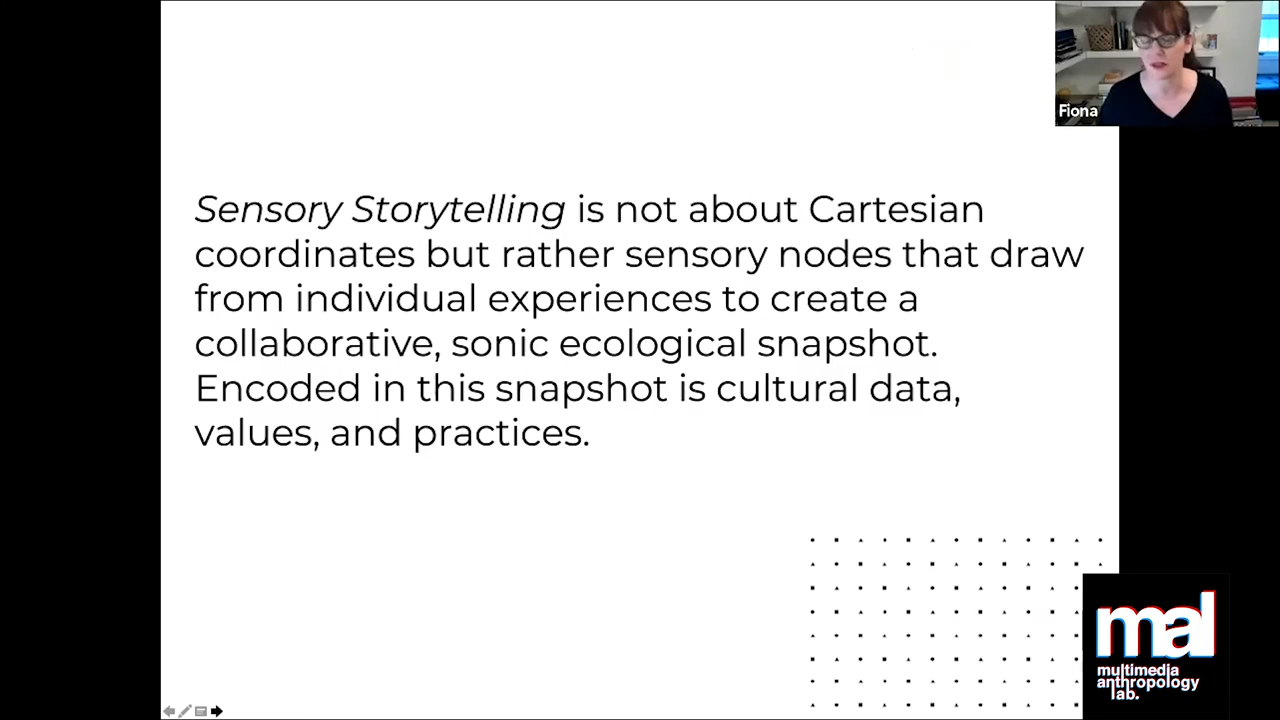 Fiona
Sensory Storytelling is not about Cartesian
coordinates but rather sensory nodes that draw
from individual experiences to create a
collaborative, sonic ecological snapshot.
Encoded in this snapshot is cultural data,
values, and practices.
mal
multimedia
anthropology
lab.